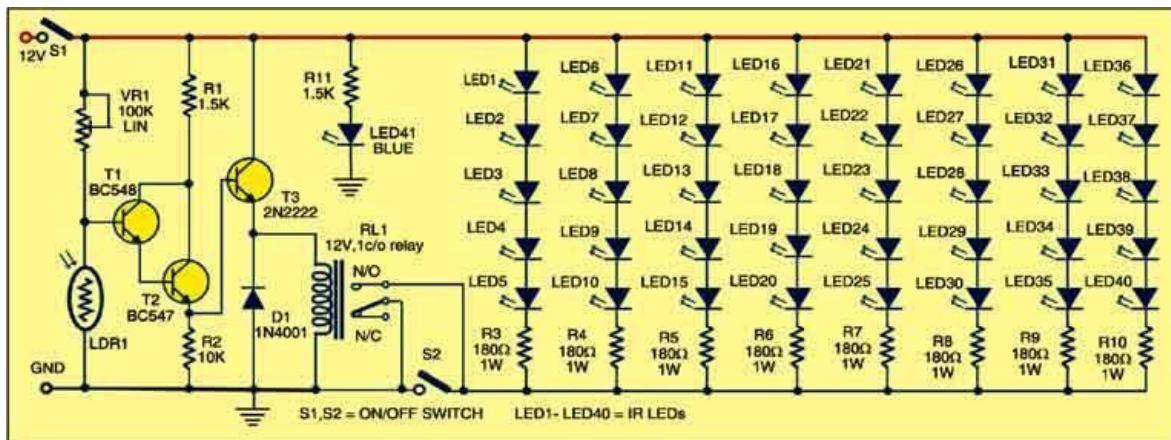 12V
S1
VR1
100K
LIN
R1
1.5K
R11
1.5K
LED41
BLUE
T1
BC548
T2
BC547
T3
2N2222
RL1
12V,1c/o relay
N/O
N/C
D1
1N4001
LDR1
R2
10K
GND
S2
LED1
LED2
LED3
LED4
LED5
R3
180Ω
1W
LED6
LED7
LED8
LED9
LED10
R4
180Ω
1W
LED11
LED12
LED13
LED14
LED15
R5
180Ω
1W
LED16
LED17
LED18
LED19
LED20
R6
180Ω
1W
LED21
LED22
LED23
LED24
LED25
R7
180Ω
1W
LED26
LED27
LED28
LED29
LED30
R8
180Ω
1W
LED31
LED32
LED33
LED34
LED35
R9
180Ω
1W
LED36
LED37
LED38
LED39
LED40
R10
180Ω
1W
S1,S2 = ON/OFF SWITCH
LED1- LED40 = IR LEDs